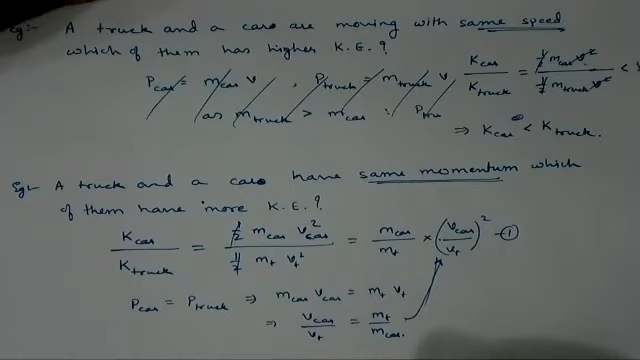 Eg:- A truck and a car are moving with same speed
which of them has higher K.E.?
P_car = m_car v , P_truck = m_truck v
as m_truck > m_car ∴ P_tru
K_car / K_truck = ½ m_car v² / ½ m_truck v² < 1
⇒ K_car < K_truck.
Eg:- A truck and a car have same momentum which
of them have more K.E.?
K_car / K_truck = ½ m_car v_car² / ½ m_t v_t² = m_car / m_t × (v_car / v_t)² —①
P_car = P_truck ⇒ m_car v_car = m_t v_t
⇒ v_car / v_t = m_t / m_car.